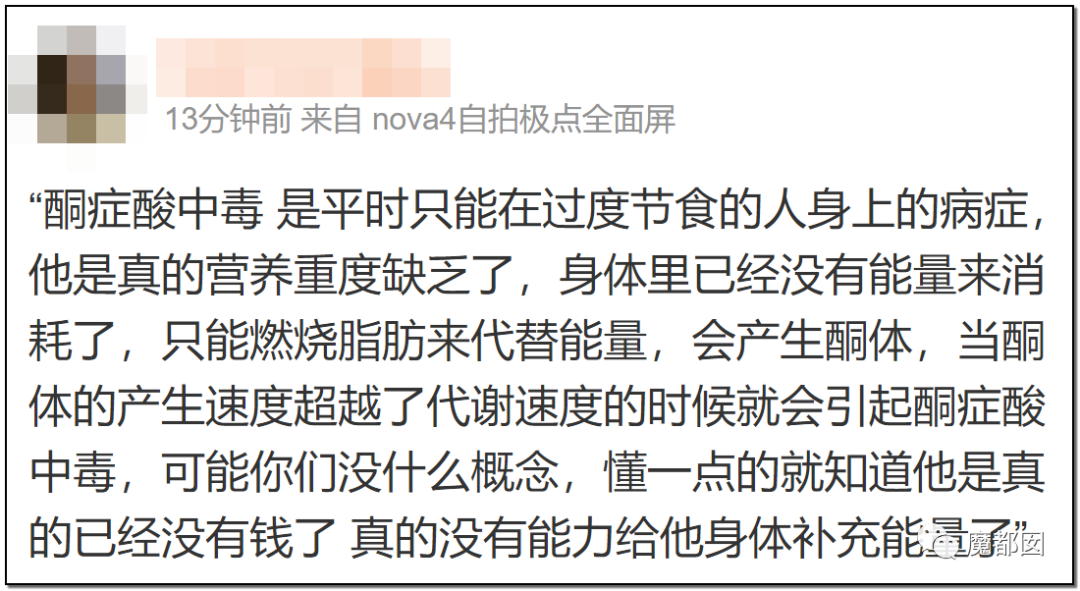 13分钟前 来自 nova4自拍极点全面屏
“酮症酸中毒 是平时只能在过度节食的人身上的病症，
他是真的营养重度缺乏了，身体里已经没有能量来消
耗了，只能燃烧脂肪来代替能量，会产生酮体，当酮
体的产生速度超越了代谢速度的时候就会引起酮症酸
中毒，可能你们没什么概念，懂一点的就知道他是真
的已经没有钱了 真的没有能力给他身体补充能量了”
魔都囡